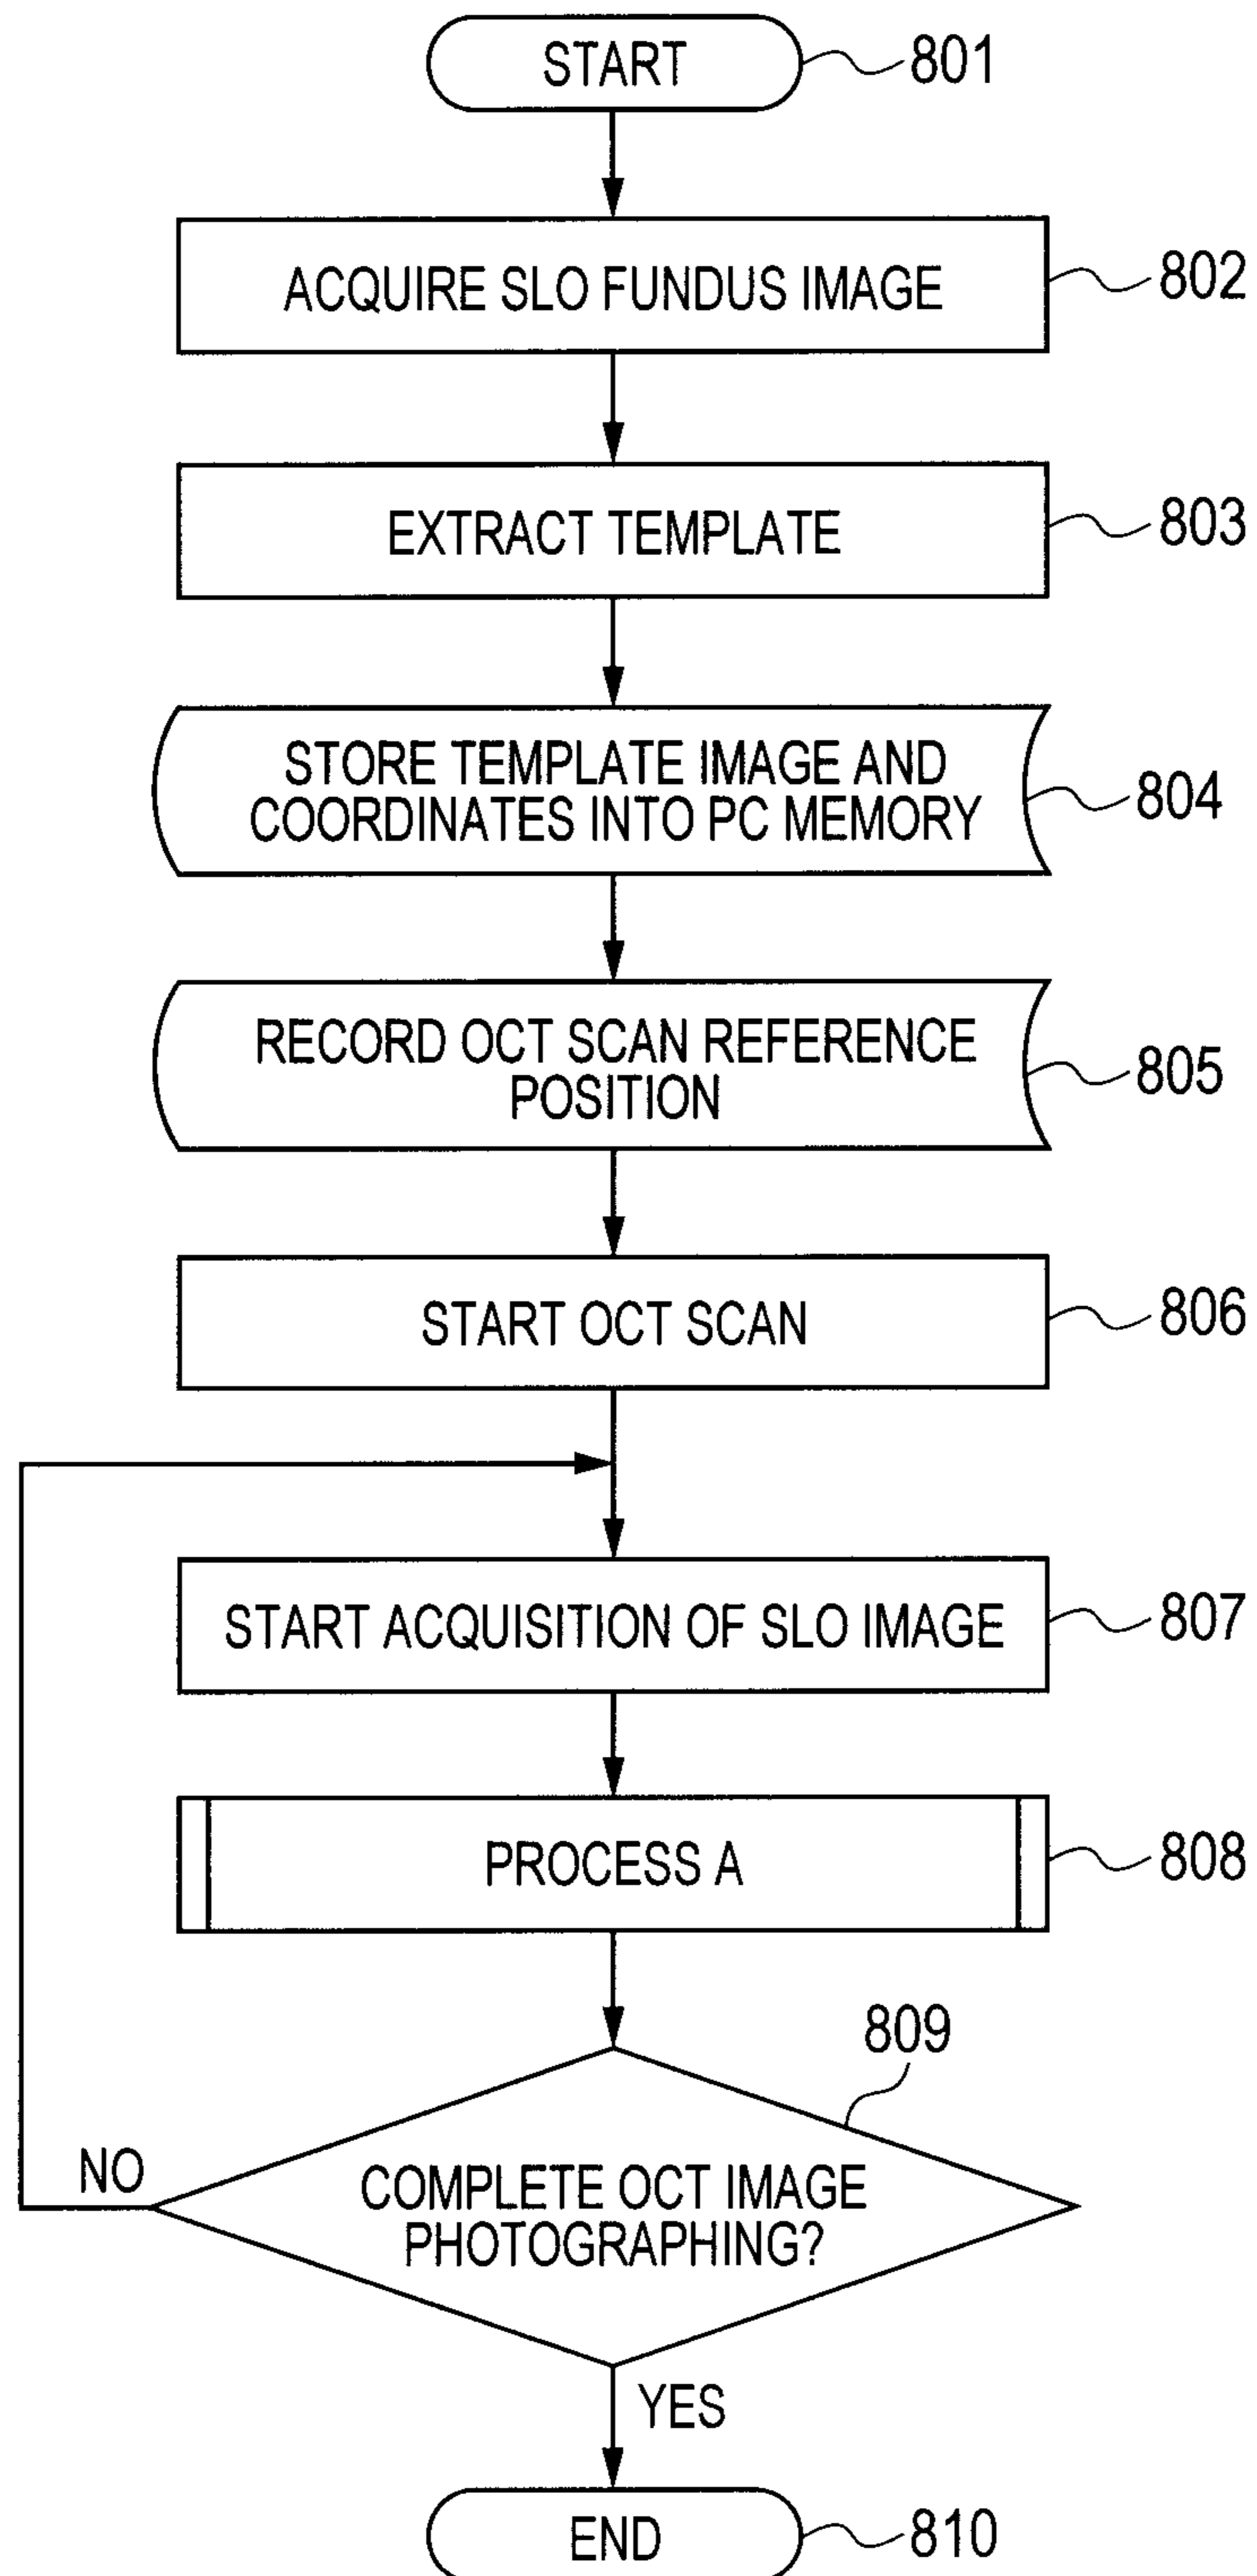 START
801
ACQUIRE SLO FUNDUS IMAGE
802
EXTRACT TEMPLATE
803
STORE TEMPLATE IMAGE AND
COORDINATES INTO PC MEMORY
804
RECORD OCT SCAN REFERENCE
POSITION
805
START OCT SCAN
806
START ACQUISITION OF SLO IMAGE
807
PROCESS A
808
809
COMPLETE OCT IMAGE
PHOTOGRAPHING?
NO
YES
END
810